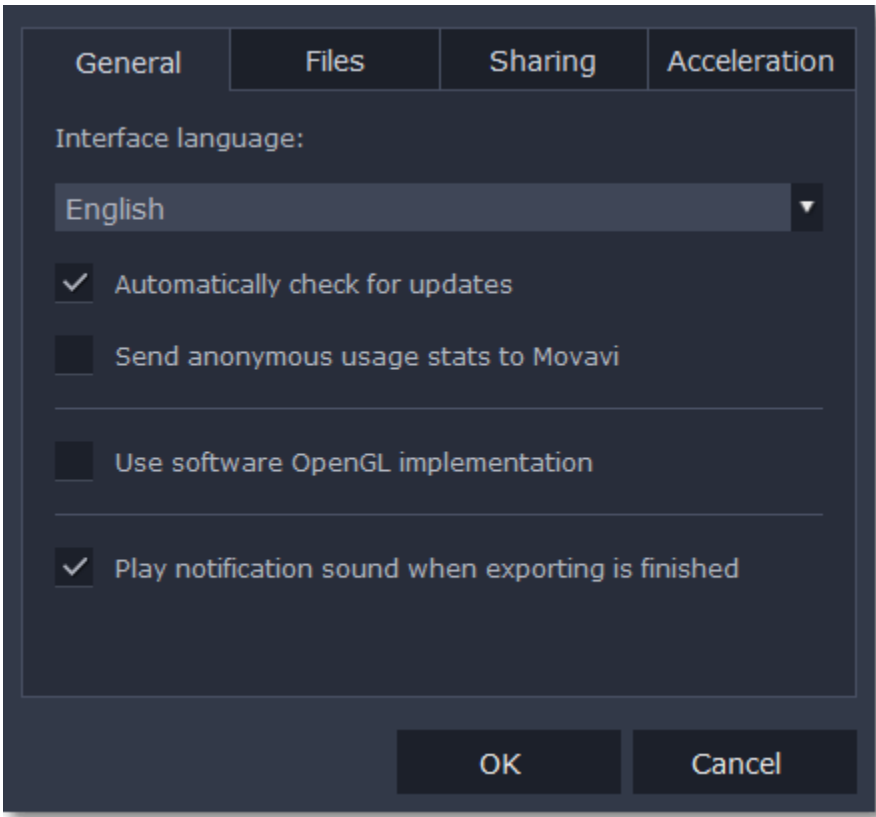 General Files Sharing Acceleration
Interface language:
English
Automatically check for updates
Send anonymous usage stats to Movavi
Use software OpenGL implementation
Play notification sound when exporting is finished
OK Cancel